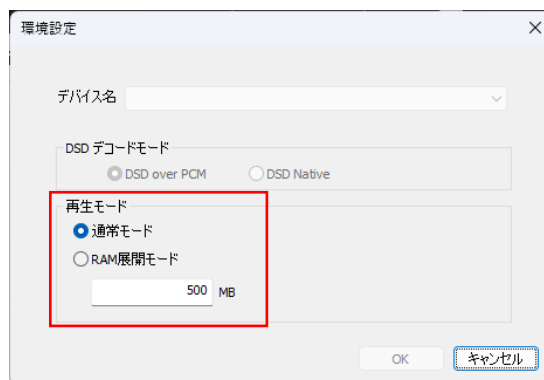 環境設定
デバイス名
DSD デコードモード
DSD over PCM DSD Native
再生モード
通常モード
RAM展開モード
500 MB
OK キャンセル